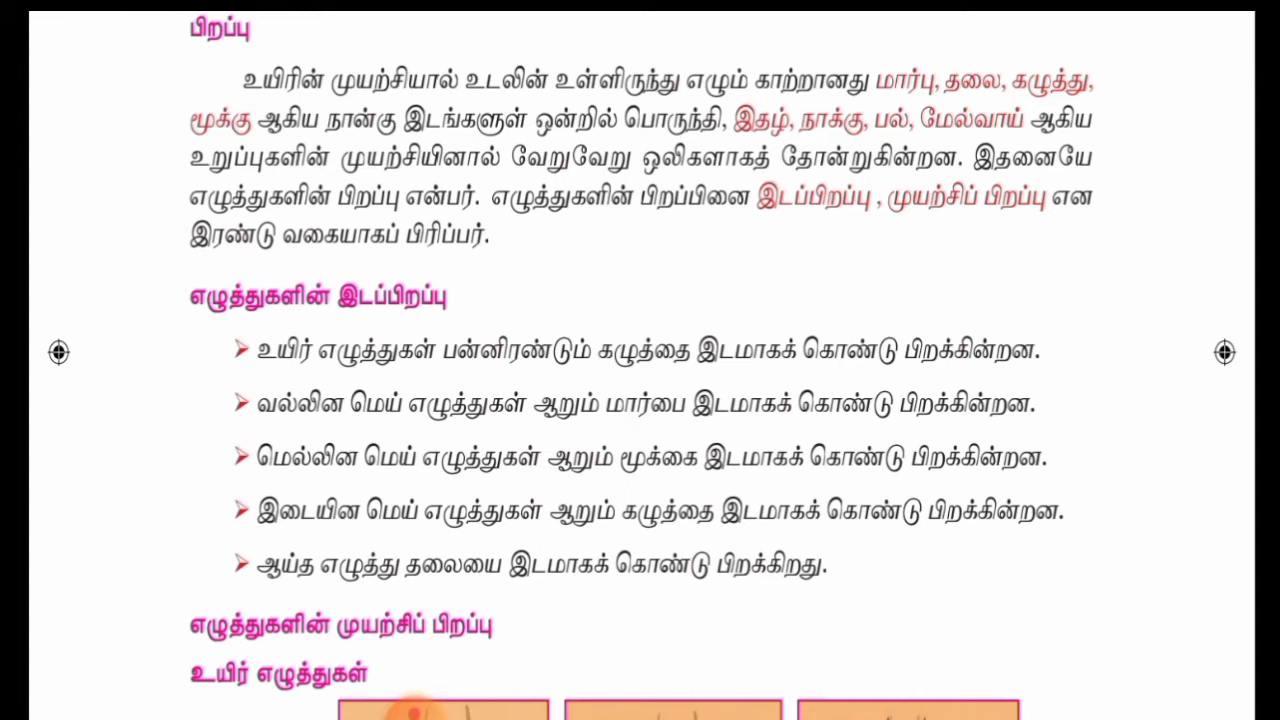 பிறப்பு
உயிரின் முயற்சியால் உடலின் உள்ளிருந்து எழும் காற்றானது மார்பு, தலை, கழுத்து,
மூக்கு ஆகிய நான்கு இடங்களுள் ஒன்றில் பொருந்தி, இதழ், நாக்கு, பல், மேல்வாய் ஆகிய
உறுப்புகளின் முயற்சியினால் வேறுவேறு ஒலிகளாகத் தோன்றுகின்றன. இதனையே
எழுத்துகளின் பிறப்பு என்பர். எழுத்துகளின் பிறப்பினை இடப்பிறப்பு , முயற்சிப் பிறப்பு என
இரண்டு வகையாகப் பிரிப்பர்.
எழுத்துகளின் இடப்பிறப்பு
➤ உயிர் எழுத்துகள் பன்னிரண்டும் கழுத்தை இடமாகக் கொண்டு பிறக்கின்றன.
➤ வல்லின மெய் எழுத்துகள் ஆறும் மார்பை இடமாகக் கொண்டு பிறக்கின்றன.
➤ மெல்லின மெய் எழுத்துகள் ஆறும் மூக்கை இடமாகக் கொண்டு பிறக்கின்றன.
➤ இடையின மெய் எழுத்துகள் ஆறும் கழுத்தை இடமாகக் கொண்டு பிறக்கின்றன.
➤ ஆய்த எழுத்து தலையை இடமாகக் கொண்டு பிறக்கிறது.
எழுத்துகளின் முயற்சிப் பிறப்பு
உயிர் எழுத்துகள்